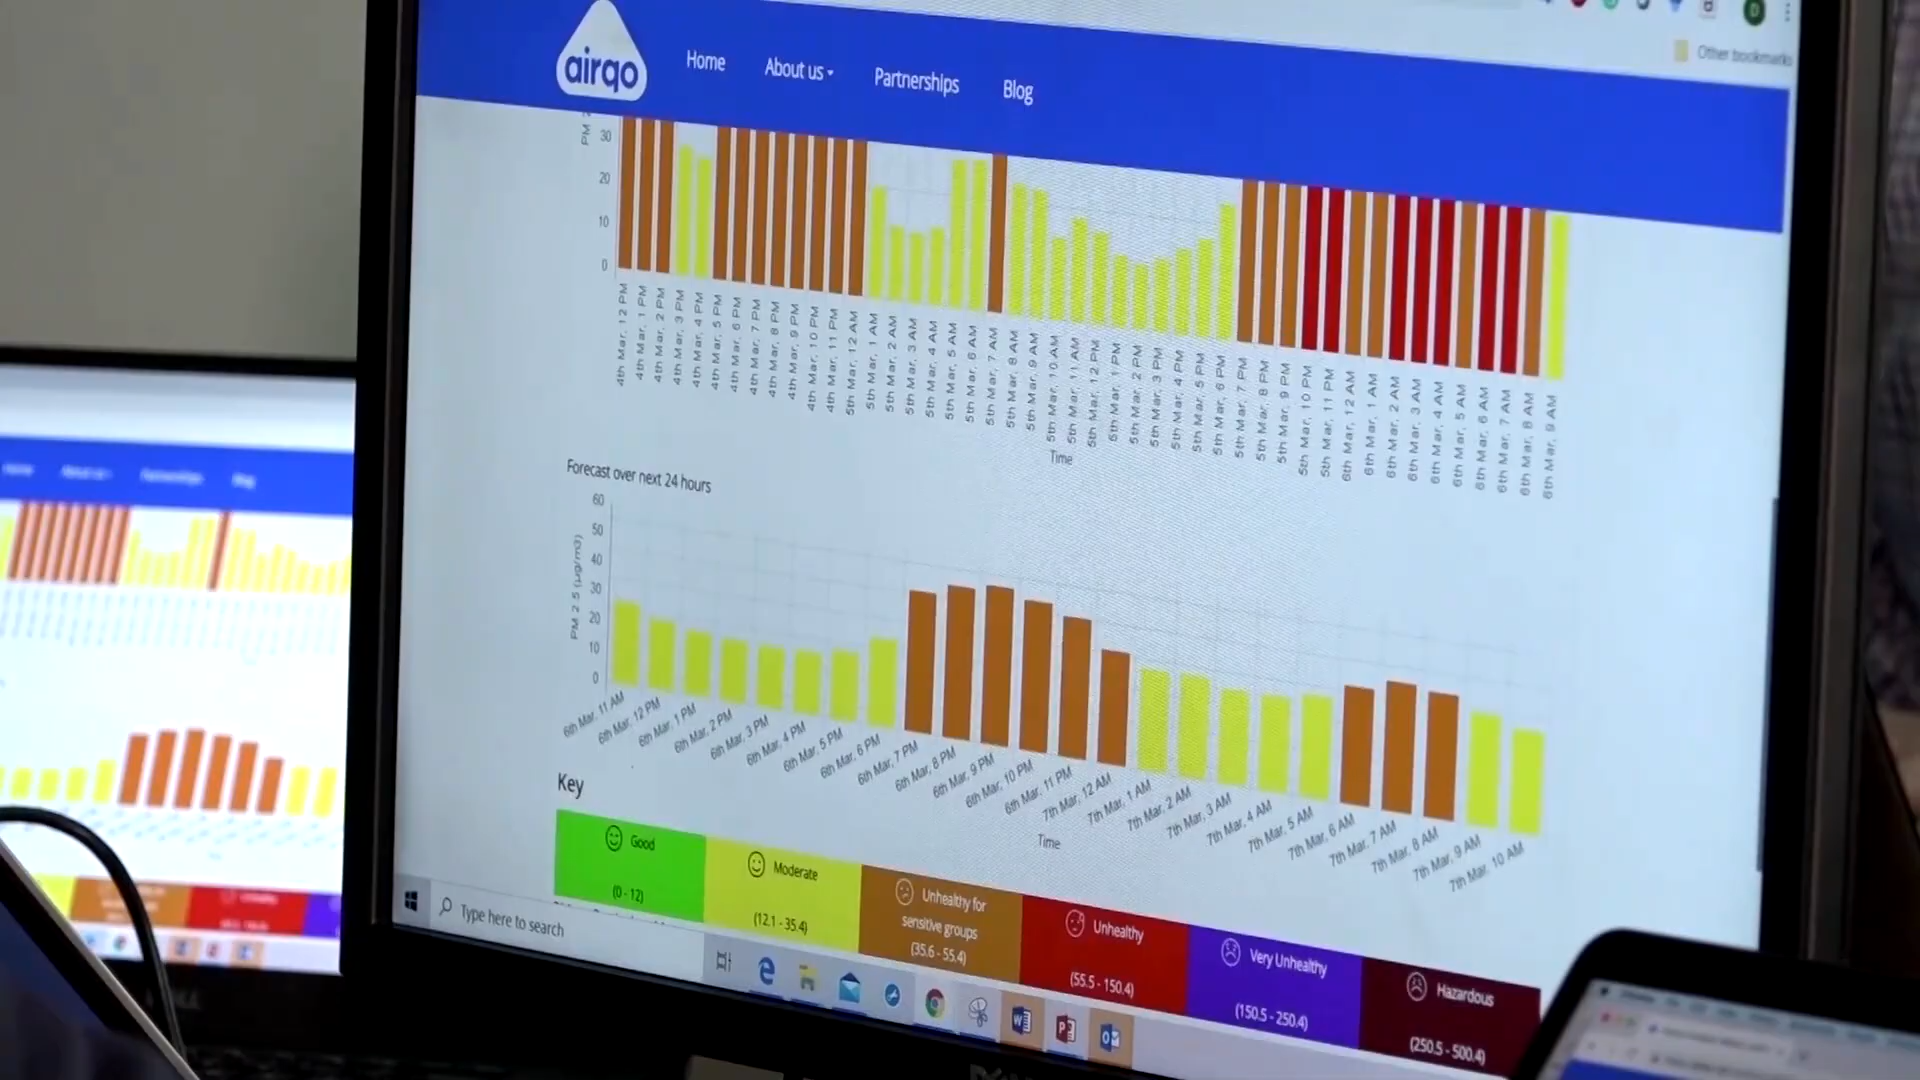 Other bookmarks
airqo
Home
About us
Partnerships
Blog
PM 2
30
20
10
0
4th Mar, 12 PM
4th Mar, 1 PM
4th Mar, 2 PM
4th Mar, 3 PM
4th Mar, 4 PM
4th Mar, 5 PM
4th Mar, 6 PM
4th Mar, 7 PM
4th Mar, 8 PM
4th Mar, 9 PM
4th Mar, 10 PM
4th Mar, 11 PM
5th Mar, 12 AM
5th Mar, 1 AM
5th Mar, 2 AM
5th Mar, 3 AM
5th Mar, 4 AM
5th Mar, 5 AM
5th Mar, 6 AM
5th Mar, 7 AM
5th Mar, 8 AM
5th Mar, 9 AM
5th Mar, 10 AM
5th Mar, 11 AM
5th Mar, 12 PM
5th Mar, 1 PM
5th Mar, 2 PM
5th Mar, 3 PM
5th Mar, 4 PM
5th Mar, 5 PM
5th Mar, 6 PM
5th Mar, 7 PM
5th Mar, 8 PM
5th Mar, 9 PM
5th Mar, 10 PM
5th Mar, 11 PM
6th Mar, 12 AM
6th Mar, 1 AM
6th Mar, 2 AM
6th Mar, 3 AM
6th Mar, 4 AM
6th Mar, 5 AM
6th Mar, 6 AM
6th Mar, 7 AM
6th Mar, 8 AM
6th Mar, 9 AM
Time
Forecast over next 24 hours
PM 2.5 (µg/m3)
60
50
40
30
20
10
0
6th Mar, 11 AM
6th Mar, 12 PM
6th Mar, 1 PM
6th Mar, 2 PM
6th Mar, 3 PM
6th Mar, 4 PM
6th Mar, 5 PM
6th Mar, 6 PM
6th Mar, 7 PM
6th Mar, 8 PM
6th Mar, 9 PM
6th Mar, 10 PM
6th Mar, 11 PM
7th Mar, 12 AM
7th Mar, 1 AM
7th Mar, 2 AM
7th Mar, 3 AM
7th Mar, 4 AM
7th Mar, 5 AM
7th Mar, 6 AM
7th Mar, 7 AM
7th Mar, 8 AM
7th Mar, 9 AM
7th Mar, 10 AM
Time
Key
Good
(0 - 12)
Moderate
(12.1 - 35.4)
Unhealthy for
sensitive groups
(35.6 - 55.4)
Unhealthy
(55.5 - 150.4)
Very Unhealthy
(150.5 - 250.4)
Hazardous
(250.5 - 500.4)
Type here to search
Home
About us
Partnerships
Blog